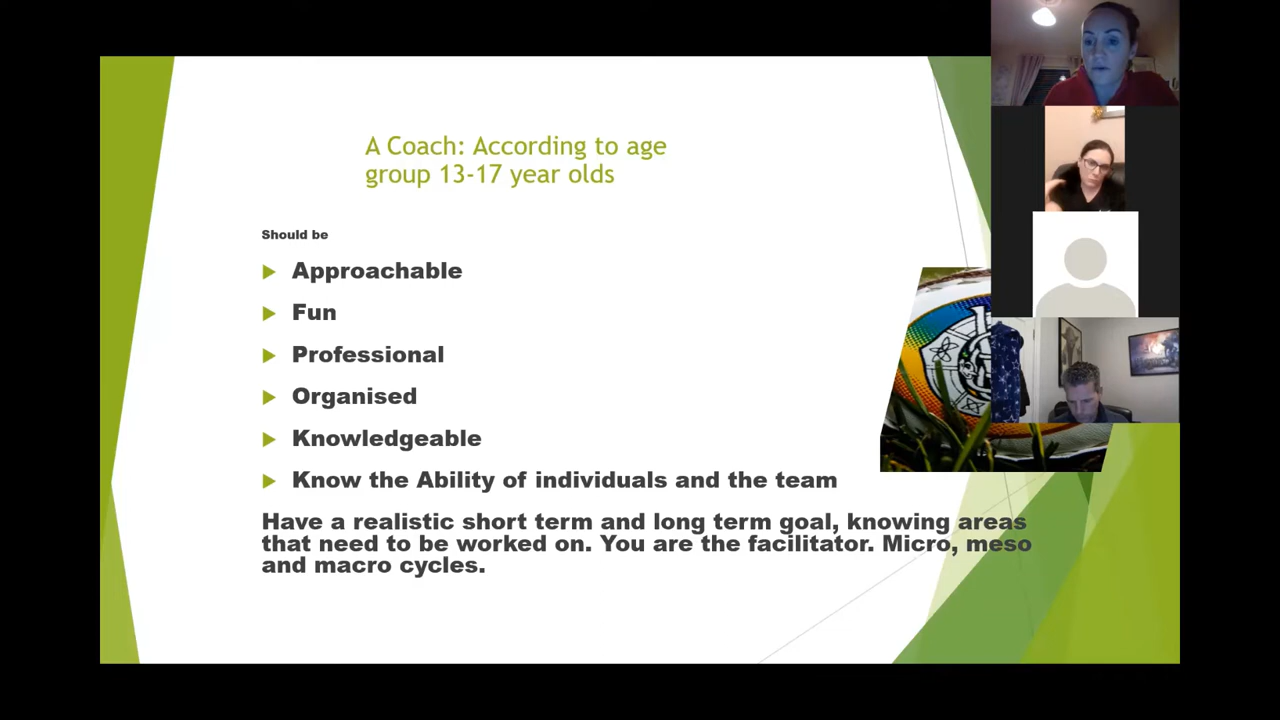 A Coach: According to age
group 13-17 year olds
Should be
Approachable
Fun
Professional
Organised
Knowledgeable
Know the Ability of individuals and the team
Have a realistic short term and long term goal, knowing areas
that need to be worked on. You are the facilitator. Micro, meso
and macro cycles.